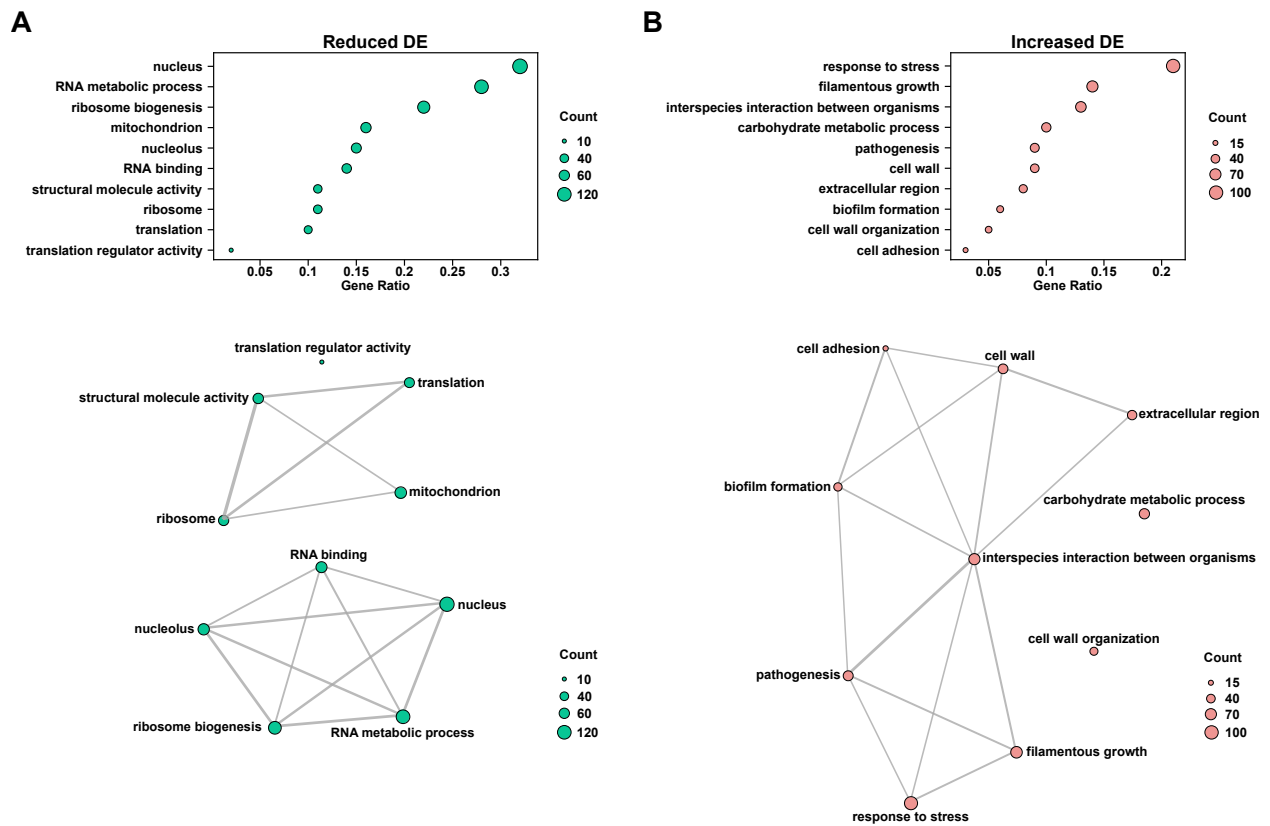 A
Reduced DE
nucleus
RNA metabolic process
ribosome biogenesis
mitochondrion
nucleolus
RNA binding
structural molecule activity
ribosome
translation
translation regulator activity
0.05 0.1 0.15 0.2 0.25 0.3
Gene Ratio
Count
10
40
60
120
translation regulator activity
translation
structural molecule activity
mitochondrion
ribosome
RNA binding
nucleus
nucleolus
ribosome biogenesis
RNA metabolic process
Count
10
40
60
120
B
Increased DE
response to stress
filamentous growth
interspecies interaction between organisms
carbohydrate metabolic process
pathogenesis
cell wall
extracellular region
biofilm formation
cell wall organization
cell adhesion
0.05 0.1 0.15 0.2
Gene Ratio
Count
15
40
70
100
cell adhesion
cell wall
extracellular region
biofilm formation
carbohydrate metabolic process
interspecies interaction between organisms
cell wall organization
pathogenesis
filamentous growth
response to stress
Count
15
40
70
100